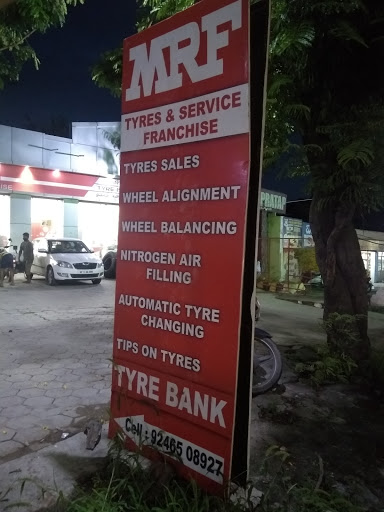 MRF
TYRES & SERVICE
FRANCHISE
TYRES SALES
WHEEL ALIGNMENT
WHEEL BALANCING
NITROGEN AIR
FILLING
AUTOMATIC TYRE
CHANGING
TIPS ON TYRES
TYRE BANK
Cell : 92465 08927